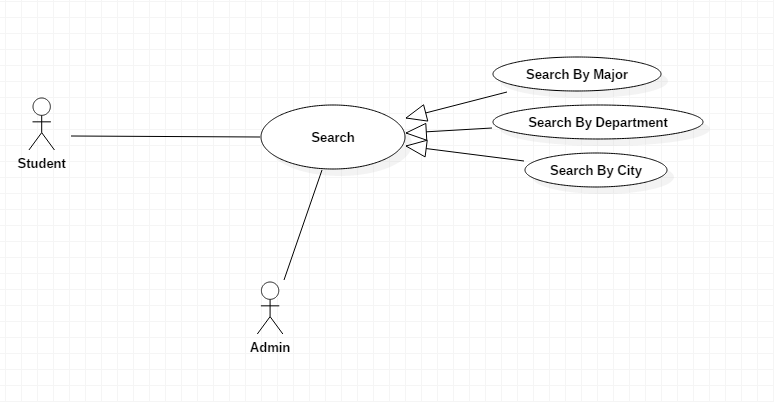 Search By Major
Search By Department
Search
Student
Search By City
Admin